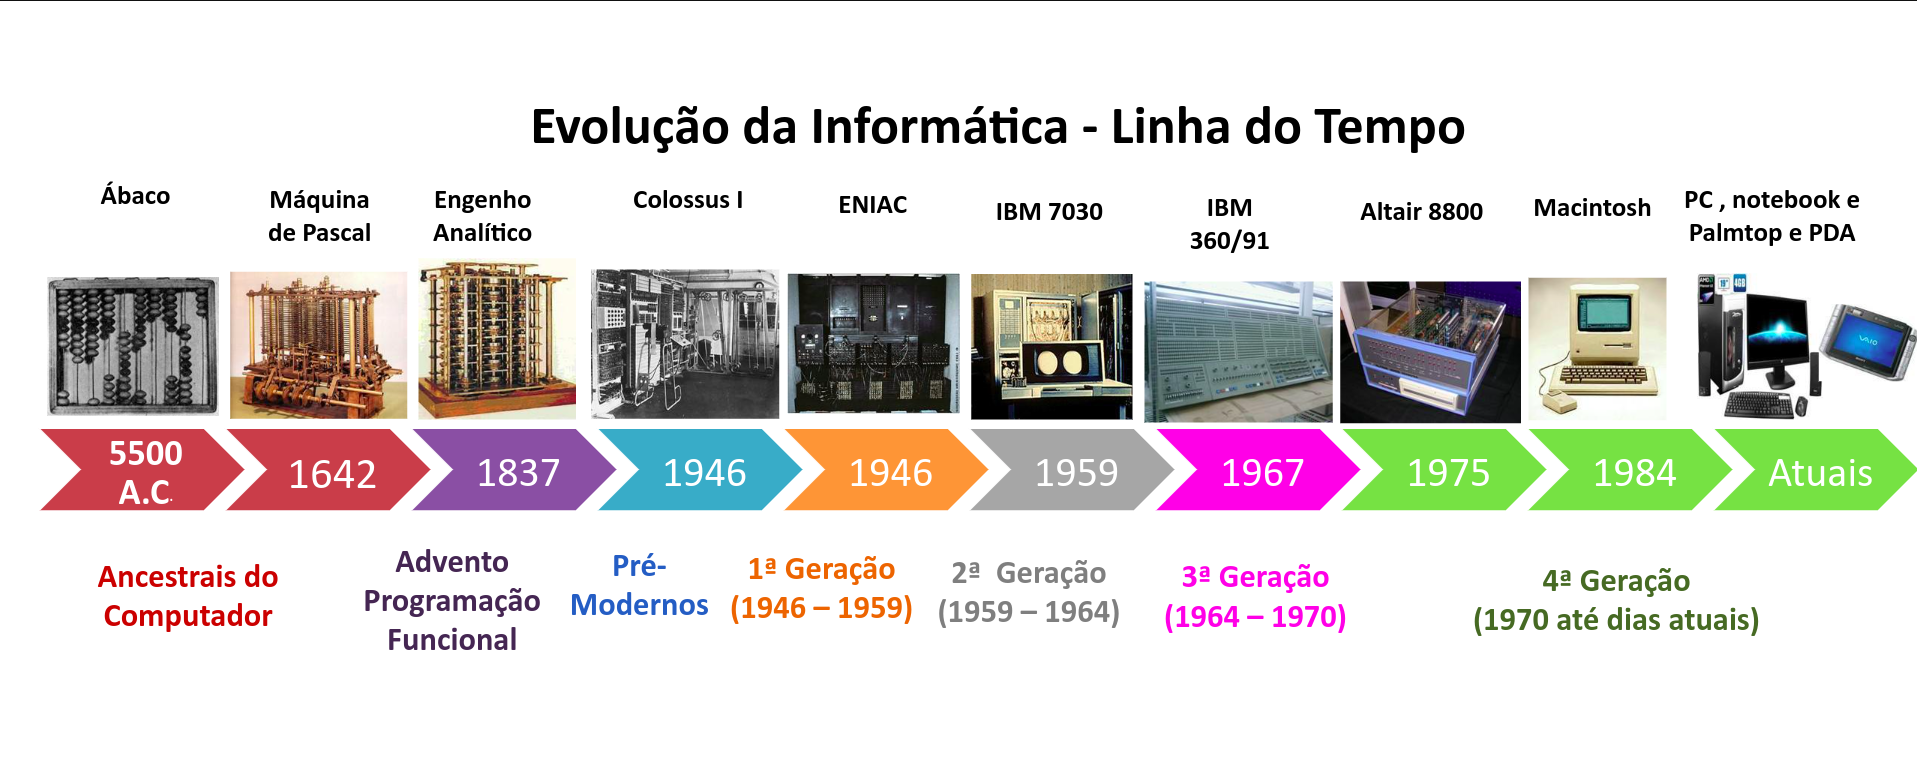 Evolução da Informática - Linha do Tempo
Ábaco
Máquina
de Pascal
Engenho
Analítico
Colossus I
ENIAC
IBM 7030
IBM
360/91
Altair 8800
Macintosh
PC , notebook e
Palmtop e PDA
19"
4GB
VAIO
5500
A.C.
1642
1837
1946
1946
1959
1967
1975
1984
Atuais
Ancestrais do
Computador
Advento
Programação
Funcional
Pré-
Modernos
1ª Geração
(1946 – 1959)
2ª  Geração
(1959 – 1964)
3ª Geração
(1964 – 1970)
4ª Geração
(1970 até dias atuais)